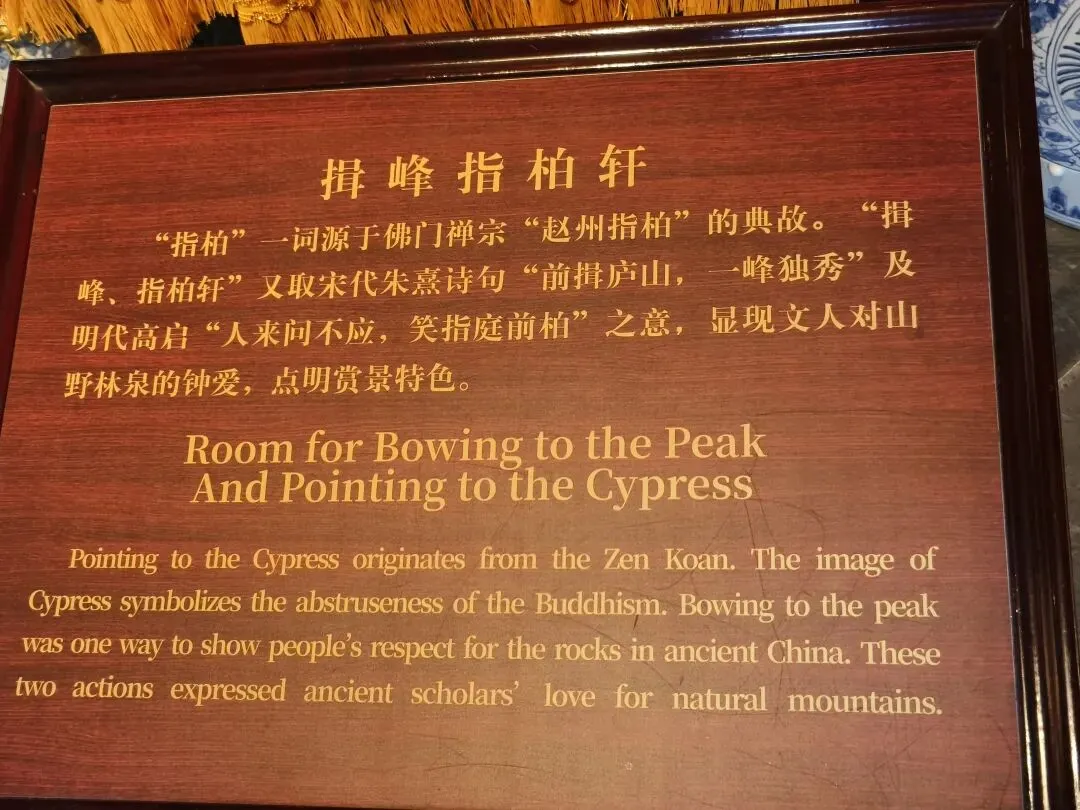 揖峰指柏轩
“指柏”一词源于佛门禅宗“赵州指柏”的典故。“揖
峰、指柏轩”又取宋代朱熹诗句“前揖庐山，一峰独秀”及
明代高启“人来问不应，笑指庭前柏”之意，显现文人对山
野林泉的钟爱，点明赏景特色。
Room for Bowing to the Peak
And Pointing to the Cypress
Pointing to the Cypress originates from the Zen Koan. The image of
Cypress symbolizes the abstruseness of the Buddhism. Bowing to the peak
was one way to show people’s respect for the rocks in ancient China. These
two actions expressed ancient scholars’ love for natural mountains.